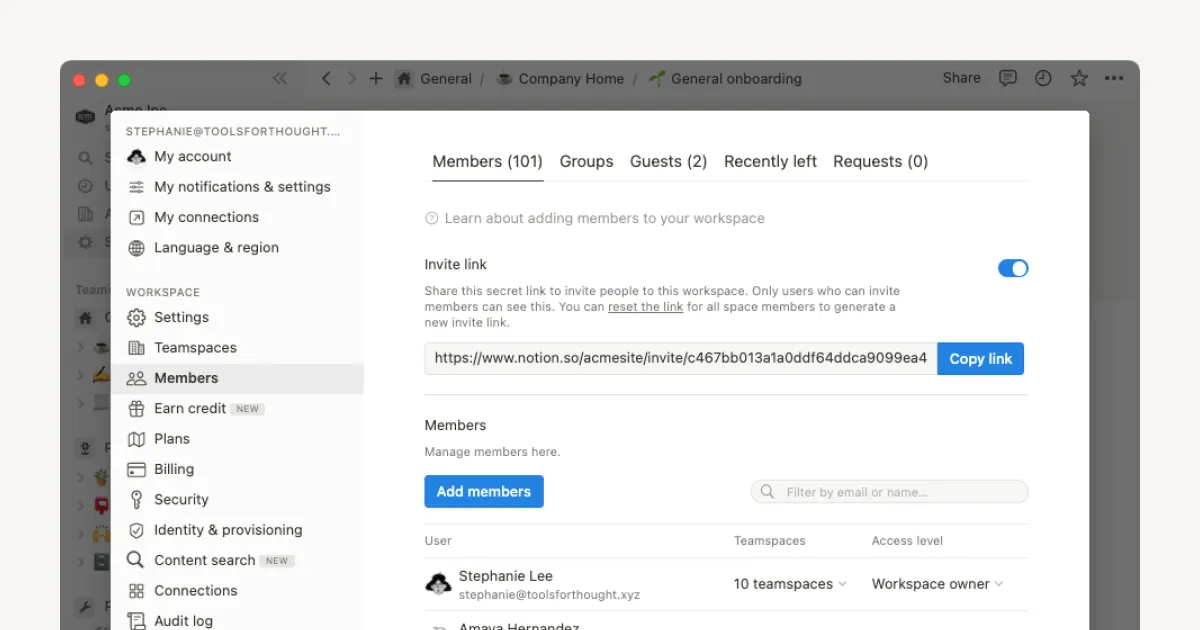 General / Company Home / General onboarding
Share
Acme Inc
STEPHANIE@TOOLSFORTHOUGHT....
My account
My notifications & settings
My connections
Language & region
WORKSPACE
Settings
Teamspaces
Members
Earn credit NEW
Plans
Billing
Security
Identity & provisioning
Content search NEW
Connections
Audit log
Members (101) Groups Guests (2) Recently left Requests (0)
Learn about adding members to your workspace
Invite link
Share this secret link to invite people to this workspace. Only users who can invite
members can see this. You can reset the link for all space members to generate a
new invite link.
https://www.notion.so/acmesite/invite/c467bb013a1a0ddf64ddca9099ea4
Copy link
Members
Manage members here.
Add members
Filter by email or name...
User Teamspaces Access level
Stephanie Lee
stephanie@toolsforthought.xyz
10 teamspaces
Workspace owner
Amaya Hernandez